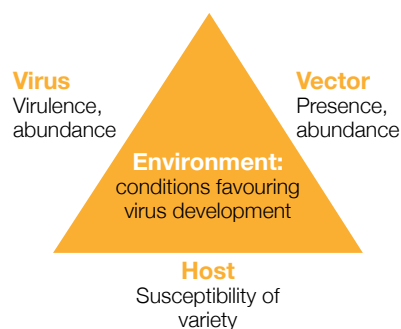 Virus
Virulence,
abundance
Vector
Presence,
abundance
Environment:
conditions favouring
virus development
Host
Susceptibility of
variety